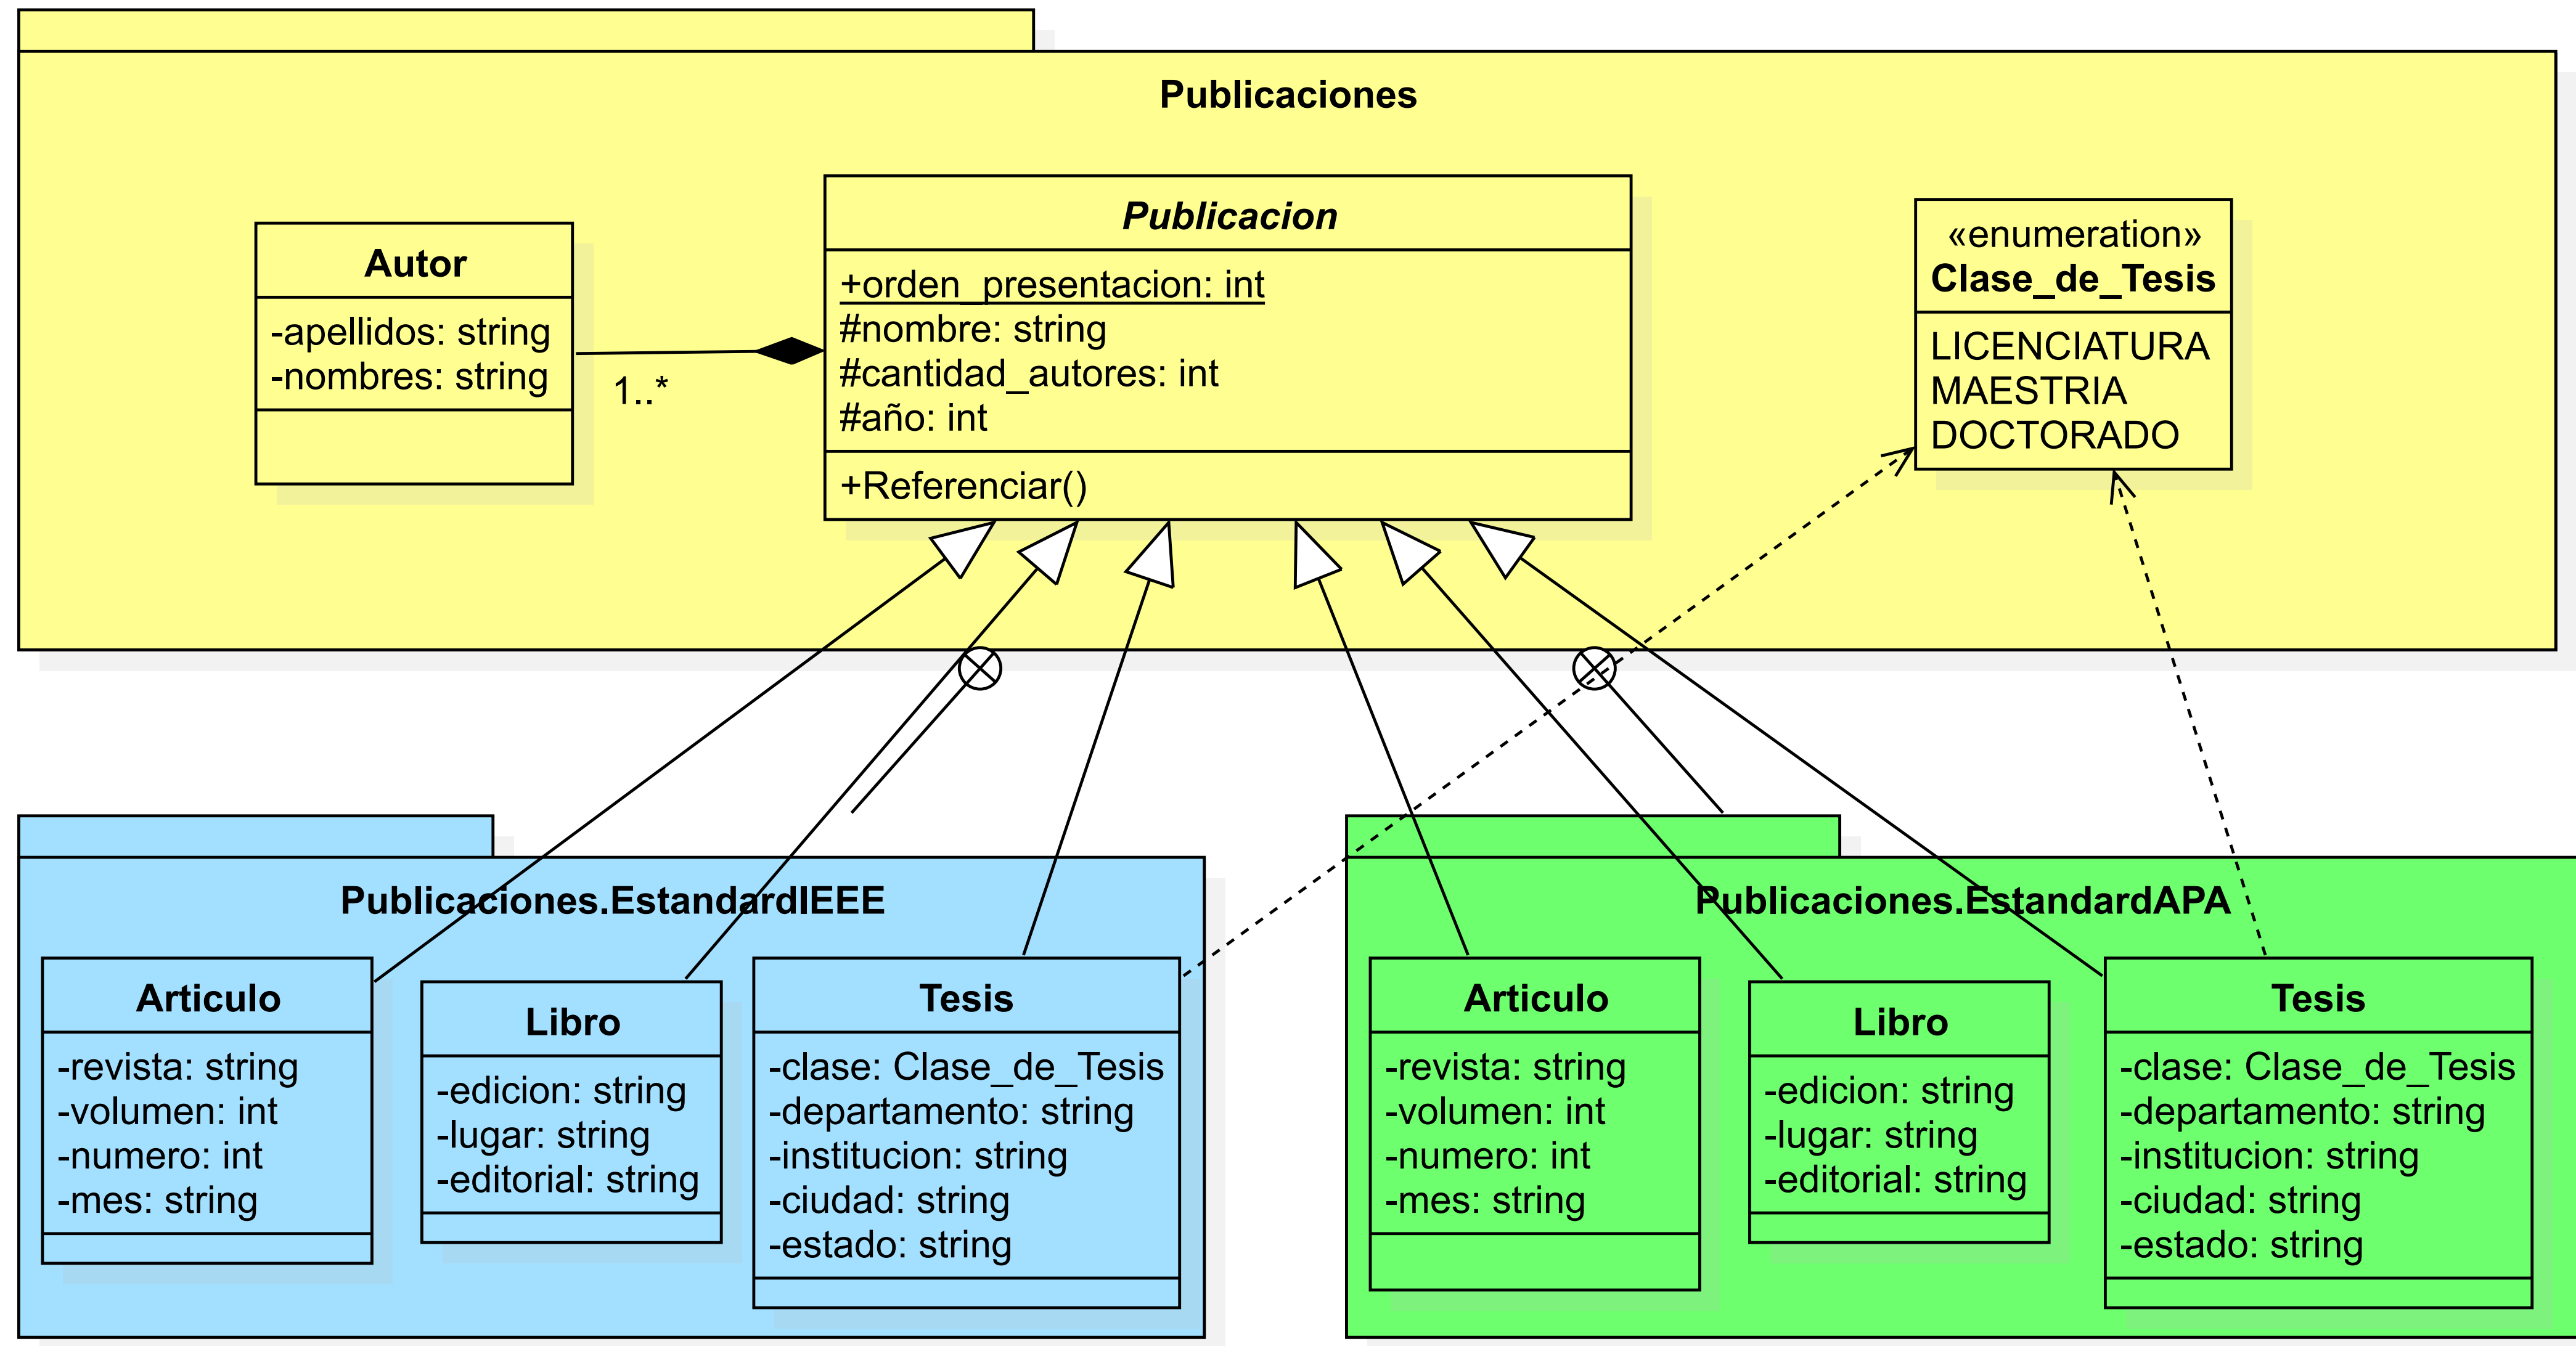 Publicaciones
Autor
-apellidos: string
-nombres: string
1..*
Publicacion
+orden_presentacion: int
#nombre: string
#cantidad_autores: int
#año: int
+Referenciar()
«enumeration»
Clase_de_Tesis
LICENCIATURA
MAESTRIA
DOCTORADO
Publicaciones.EstandardIEEE
Articulo
-revista: string
-volumen: int
-numero: int
-mes: string
Libro
-edicion: string
-lugar: string
-editorial: string
Tesis
-clase: Clase_de_Tesis
-departamento: string
-institucion: string
-ciudad: string
-estado: string
Publicaciones.EstandardAPA
Articulo
-revista: string
-volumen: int
-numero: int
-mes: string
Libro
-edicion: string
-lugar: string
-editorial: string
Tesis
-clase: Clase_de_Tesis
-departamento: string
-institucion: string
-ciudad: string
-estado: string